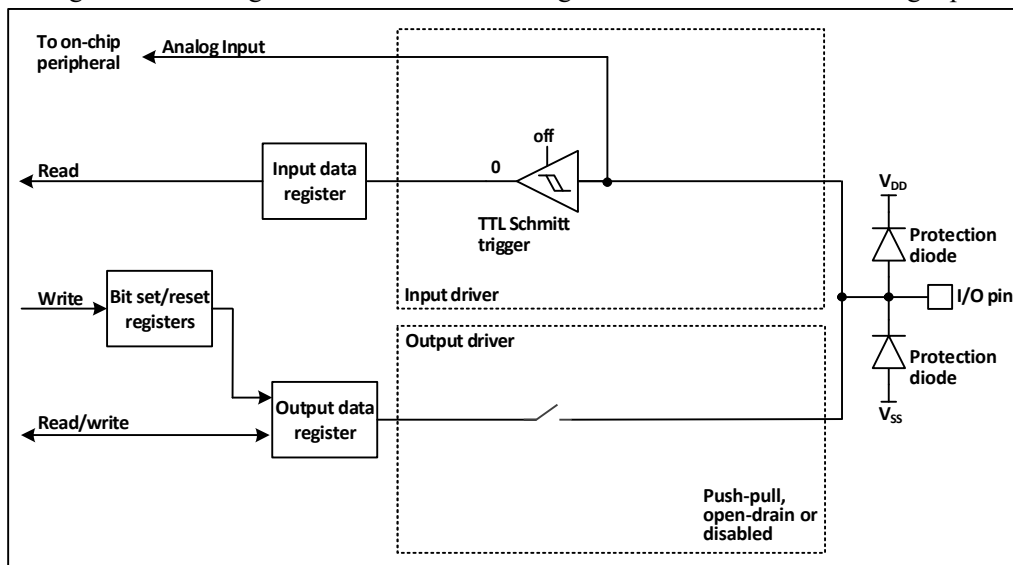 To on-chip
peripheral
Analog Input
off
Read
Input data
register
0
TTL Schmitt
trigger
VDD
Protection
diode
Write
Bit set/reset
registers
Input driver
I/O pin
Output driver
Protection
diode
Read/write
Output data
register
VSS
Push-pull,
open-drain or
disabled